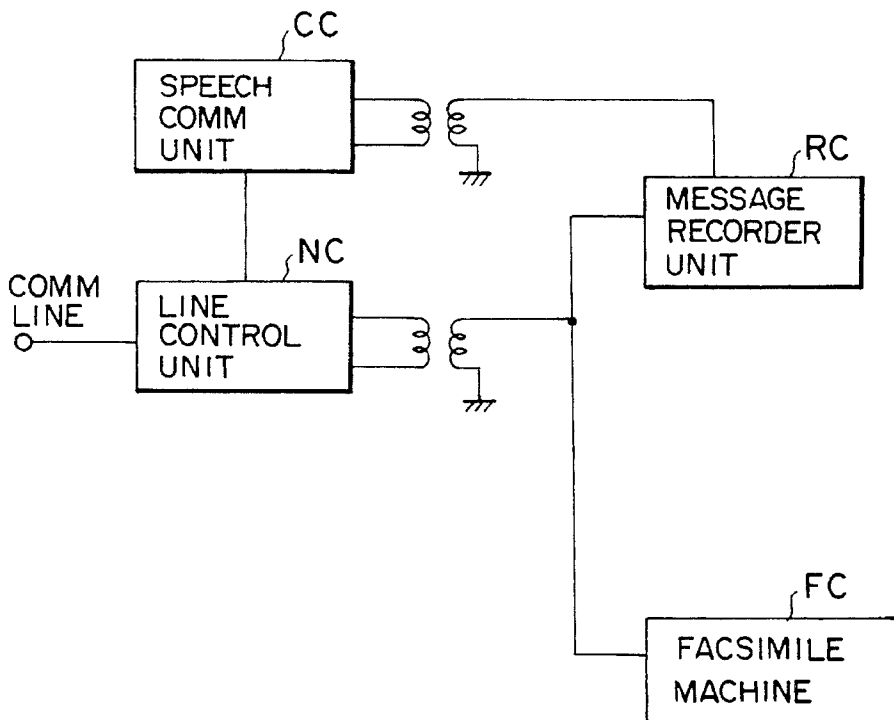 CC
SPEECH
COMM
UNIT
RC
MESSAGE
RECORDER
UNIT
NC
COMM
LINE
LINE
CONTROL
UNIT
FC
FACSIMILE
MACHINE